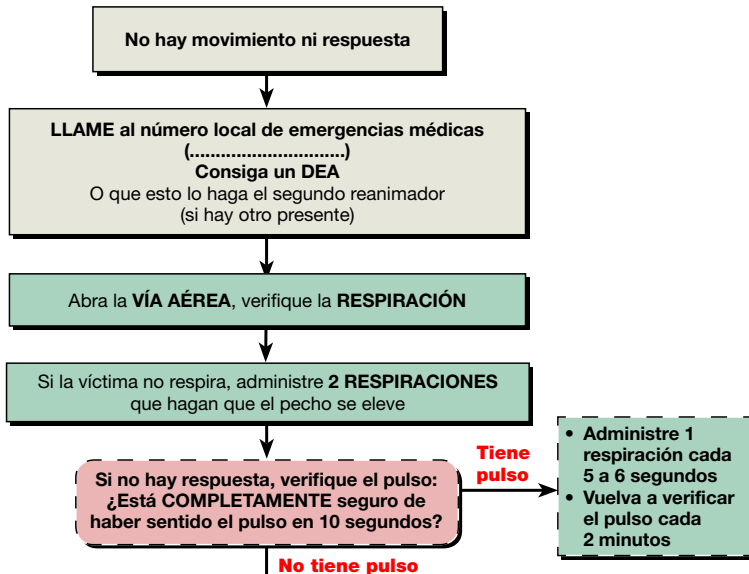 No hay movimiento ni respuesta
LLAME al número local de emergencias médicas
(..............................)
Consiga un DEA
O que esto lo haga el segundo reanimador
(si hay otro presente)
Abra la VÍA AÉREA, verifique la RESPIRACIÓN
Si la víctima no respira, administre 2 RESPIRACIONES
que hagan que el pecho se eleve
Si no hay respuesta, verifique el pulso:
¿Está COMPLETAMENTE seguro de
haber sentido el pulso en 10 segundos?
Tiene
pulso
• Administre 1
respiración cada
5 a 6 segundos
• Vuelva a verificar
el pulso cada
2 minutos
No tiene pulso